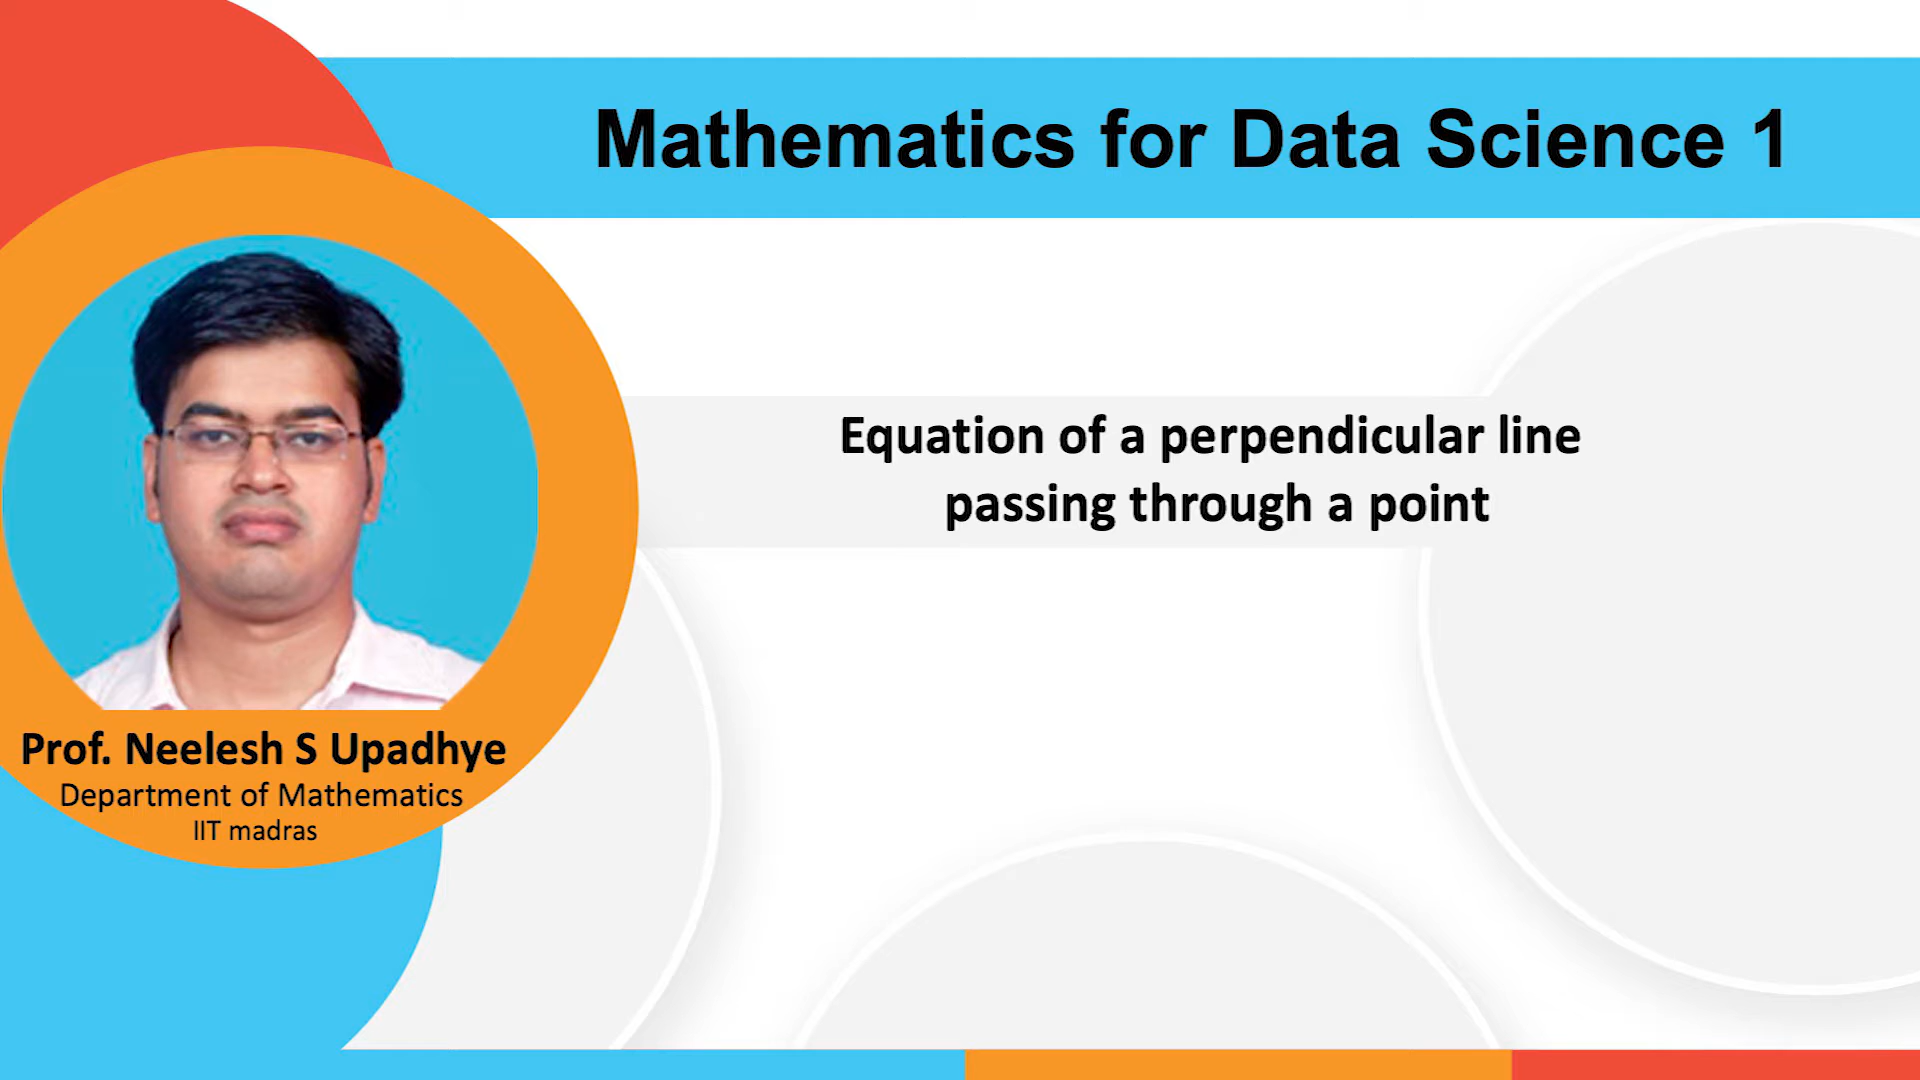 Mathematics for Data Science 1
Equation of a perpendicular line
passing through a point
Prof. Neelesh S Upadhye
Department of Mathematics
IIT madras